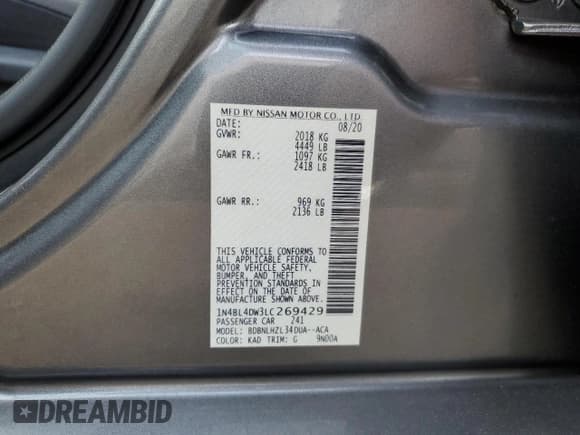 MFD BY NISSAN MOTOR CO., LTD
DATE: 08/20
GVWR: 2018 KG
4449 LB
GAWR FR.: 1097 KG
2418 LB
GAWR RR.: 969 KG
2136 LB
THIS VEHICLE CONFORMS TO
ALL APPLICABLE FEDERAL
MOTOR VEHICLE SAFETY,
BUMPER, AND THEFT
PREVENTION STANDARDS IN
EFFECT ON THE DATE OF
MANUFACTURE SHOWN ABOVE.
1N4BL4DW3LC269429
PASSENGER CAR 241
MODEL: BDBNLHZL34DUA--ACA
COLOR: KAD TRIM: G 9N00A
DREAMBID